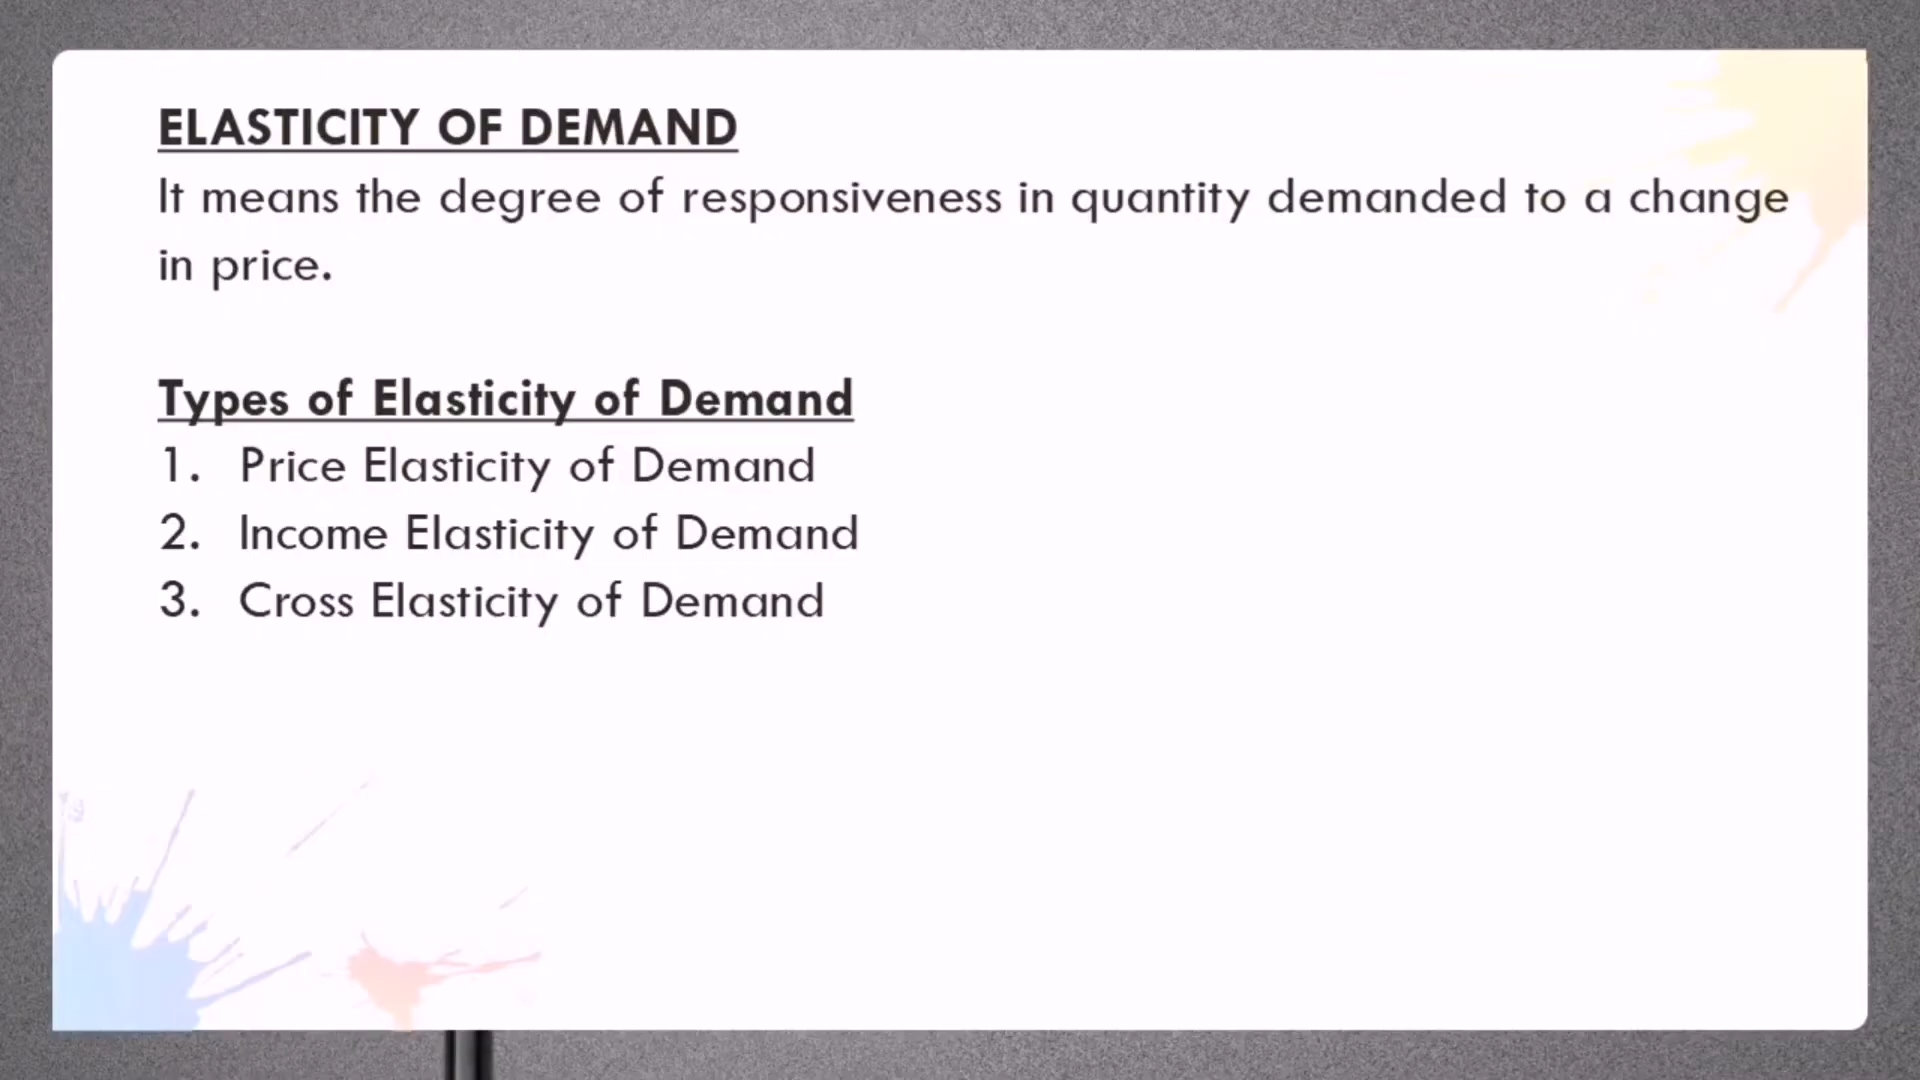 ELASTICITY OF DEMAND
It means the degree of responsiveness in quantity demanded to a change
in price.
Types of Elasticity of Demand
1. Price Elasticity of Demand
2. Income Elasticity of Demand
3. Cross Elasticity of Demand